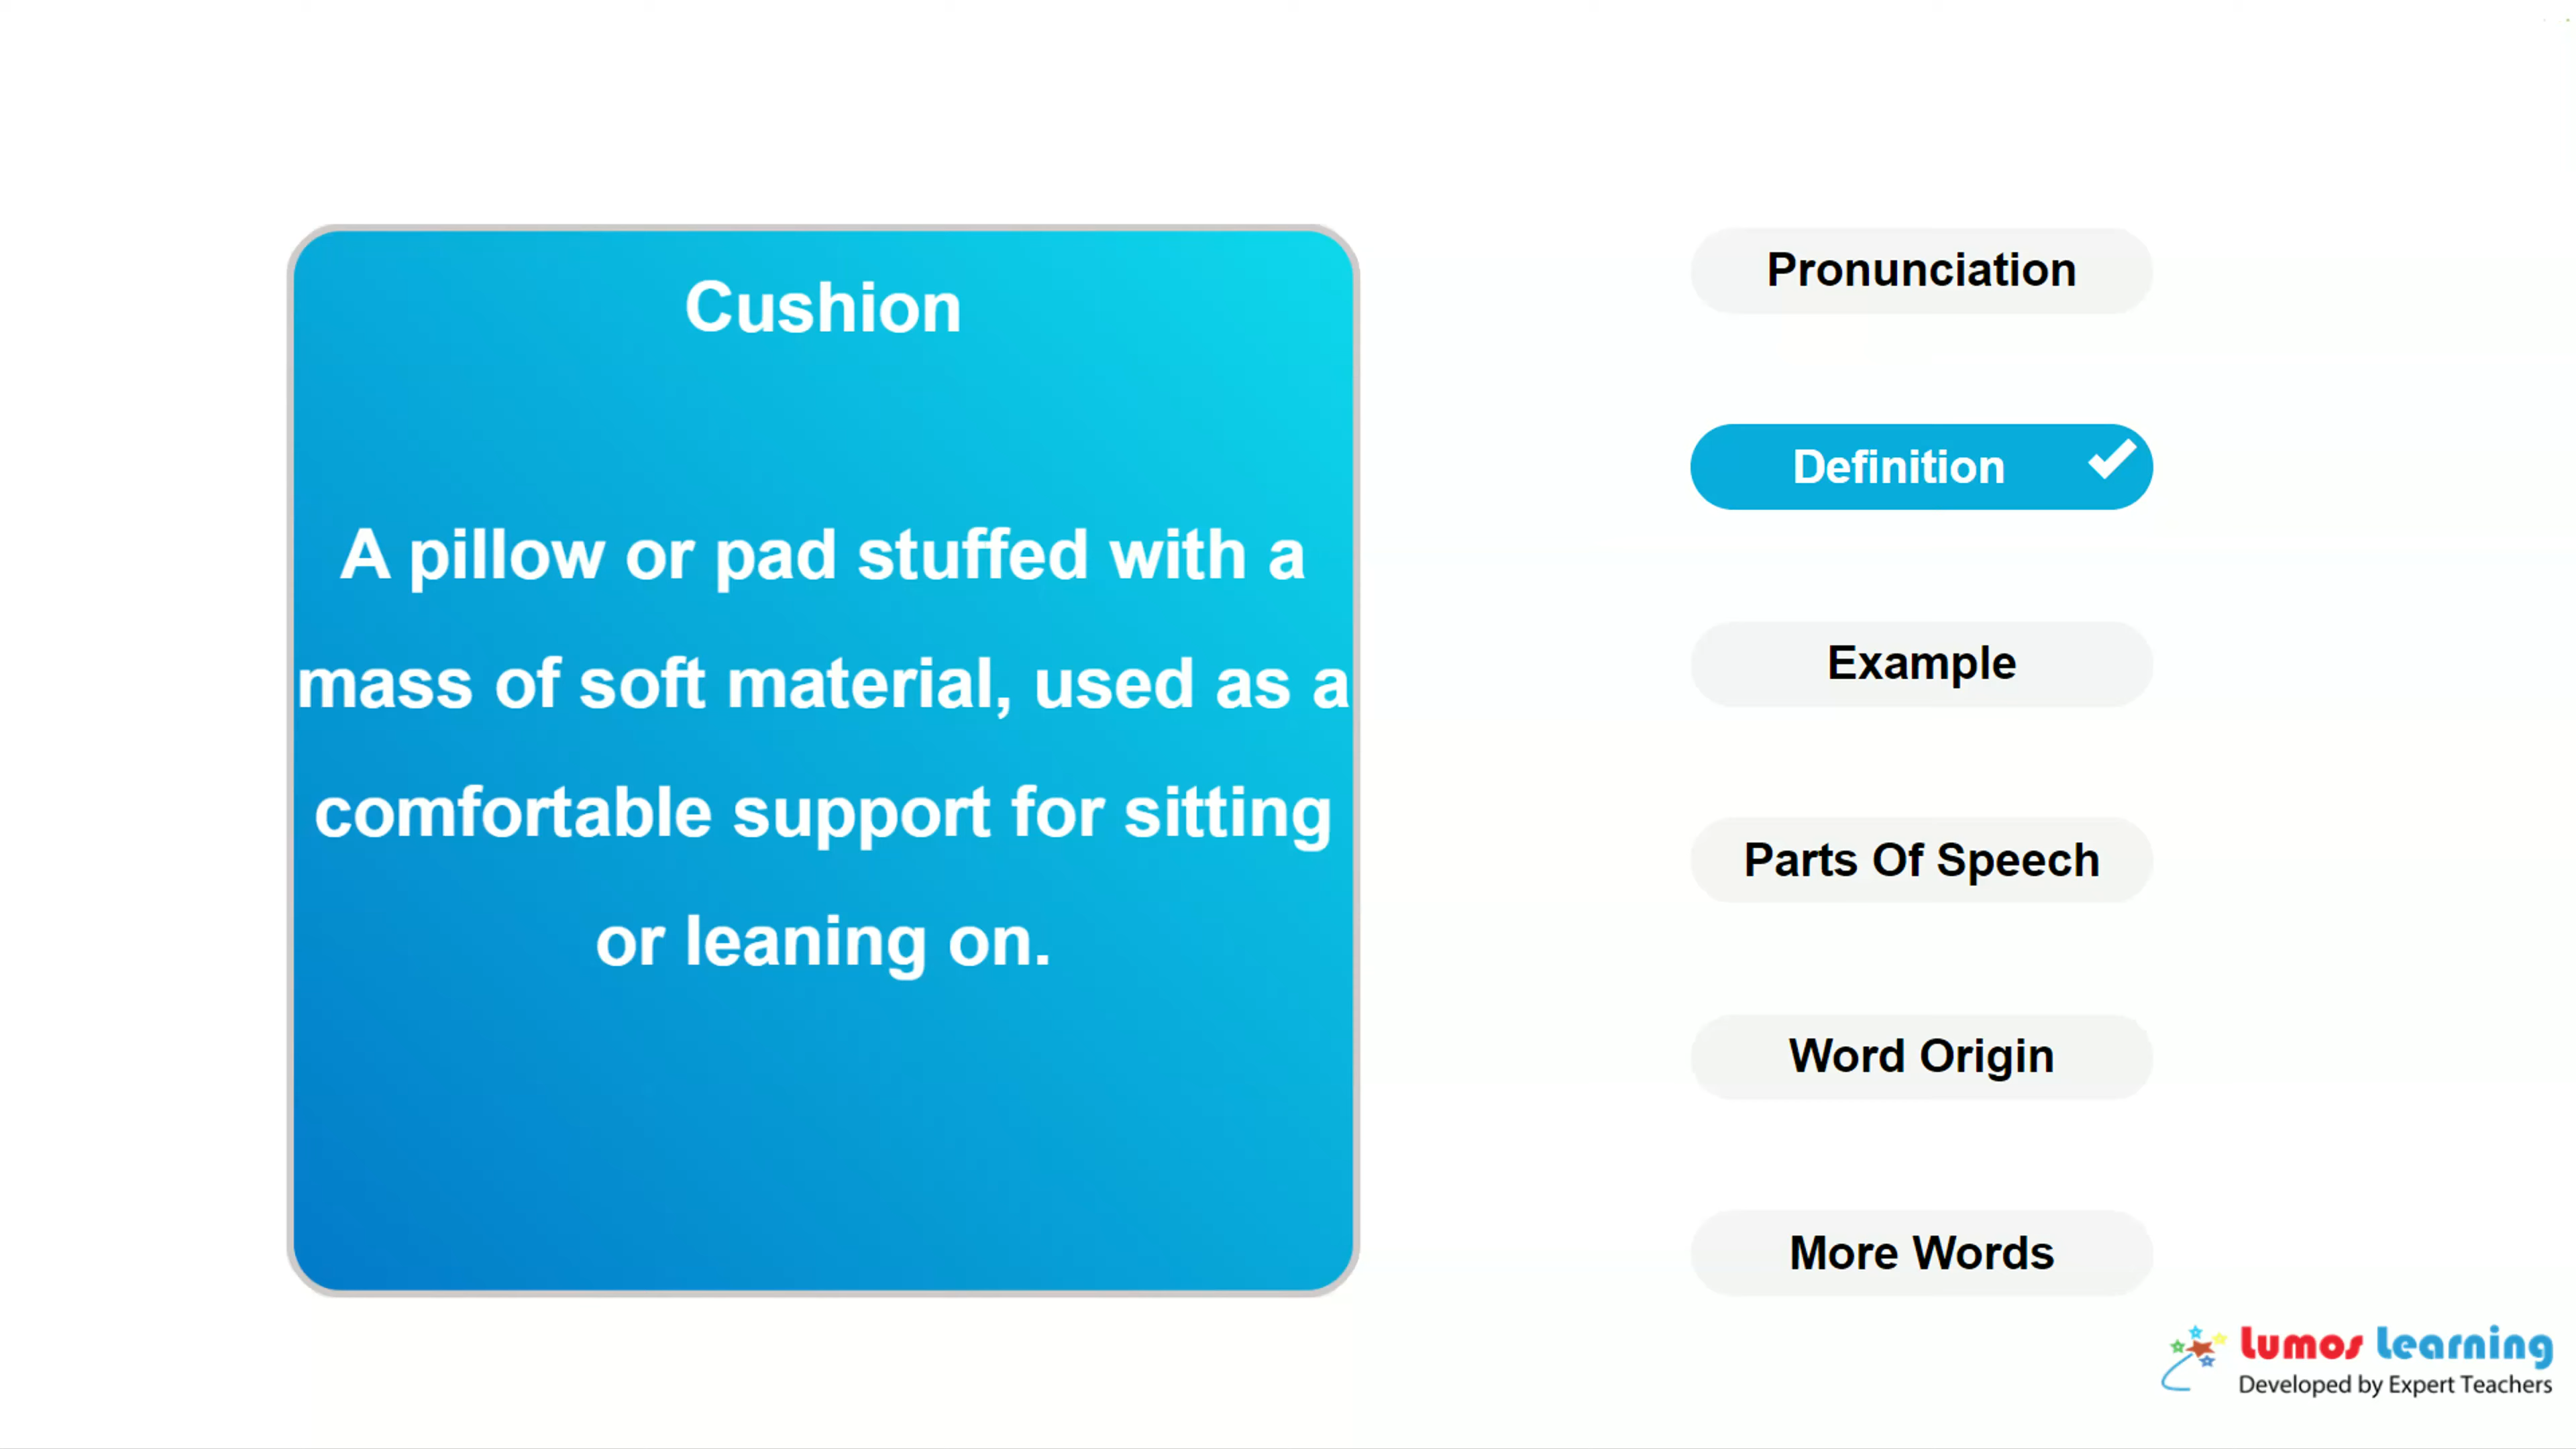 Cushion
A pillow or pad stuffed with a
mass of soft material, used as a
comfortable support for sitting
or leaning on.
Pronunciation
Definition
Example
Parts Of Speech
Word Origin
More Words
Lumos Learning
Developed by Expert Teachers